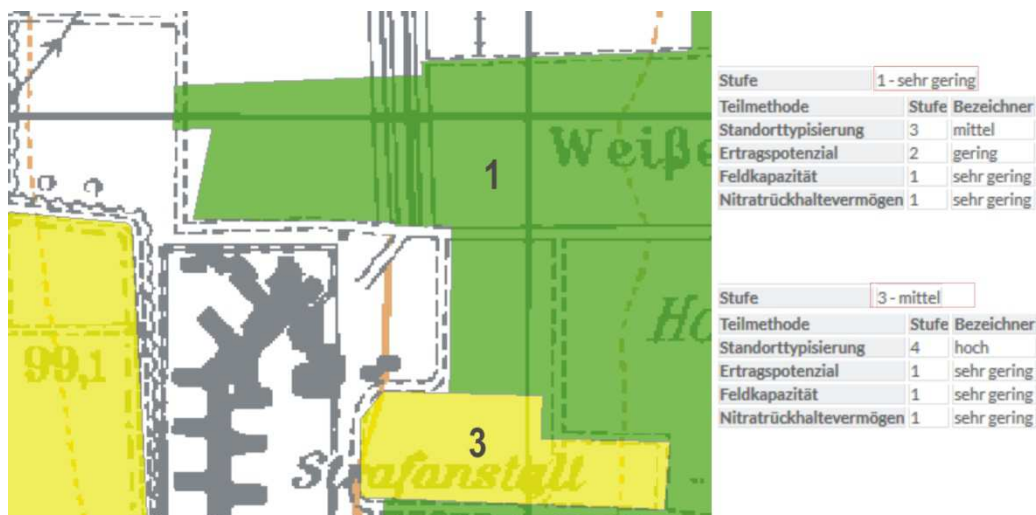 Weiße
1
Ho
99,1
3
Strafanstalt
Stufe 1 - sehr gering
Teilmethode Stufe Bezeichner
Standorttypisierung 3 mittel
Ertragspotenzial 2 gering
Feldkapazität 1 sehr gering
Nitratrückhaltevermögen 1 sehr gering
Stufe 3 - mittel
Teilmethode Stufe Bezeichner
Standorttypisierung 4 hoch
Ertragspotenzial 1 sehr gering
Feldkapazität 1 sehr gering
Nitratrückhaltevermögen 1 sehr gering